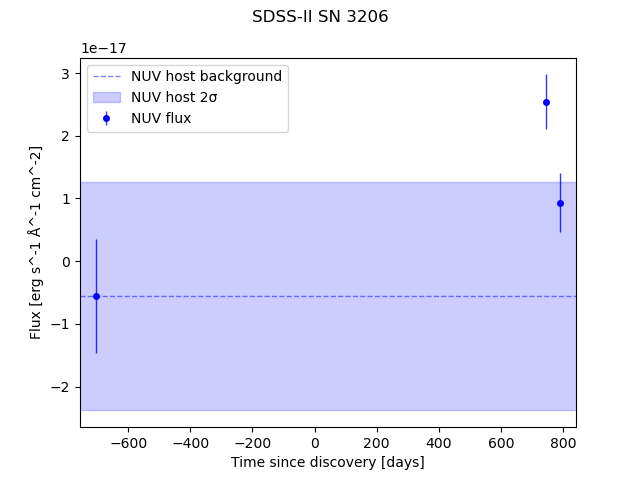 SDSS-II SN 3206
1e−17
NUV host background
NUV host 2σ
NUV flux
3
2
1
0
−1
−2
Flux [erg s^-1 Å^-1 cm^-2]
−600 −400 −200 0 200 400 600 800
Time since discovery [days]